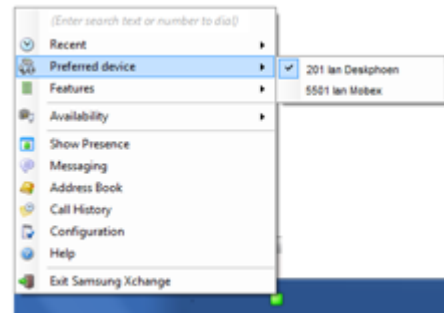 (Enter search text or number to dial)
Recent
Preferred device
201 Ian Deskphoen
5501 Ian Mobex
Features
Availability
Show Presence
Messaging
Address Book
Call History
Configuration
Help
Exit Samsung Xchange